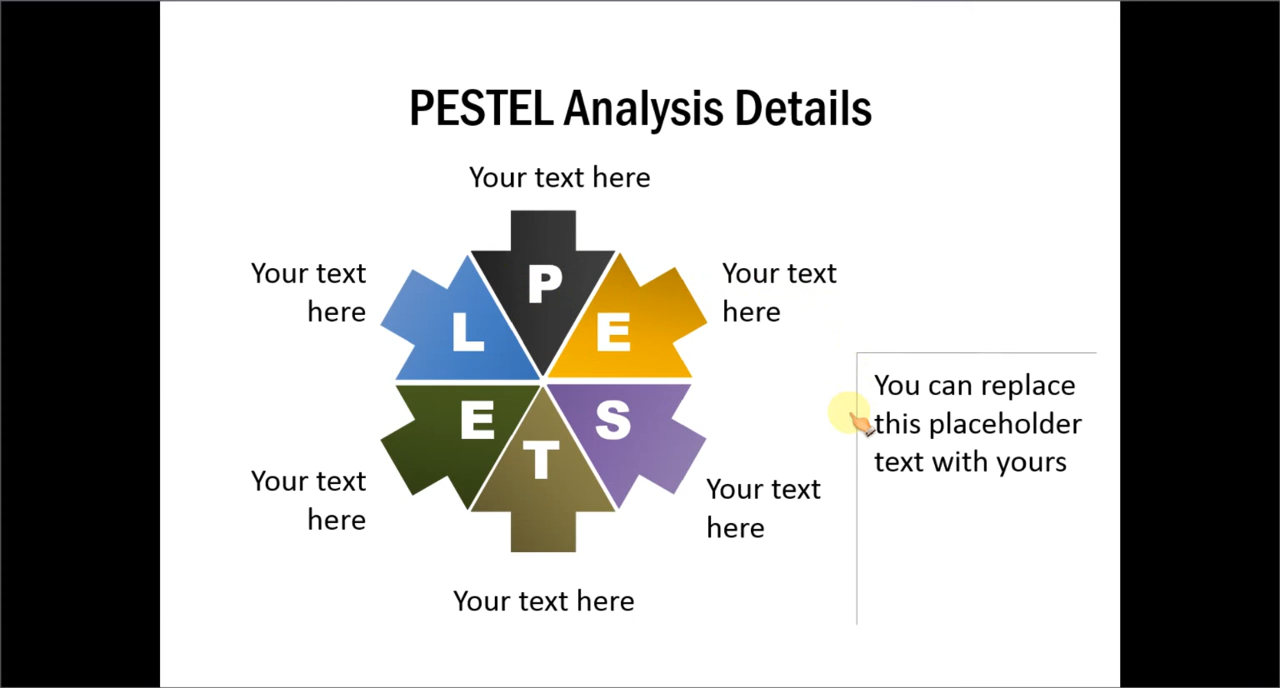 PESTEL Analysis Details
Your text here
Your text
here
Your text
here
P
L
E
E
S
T
You can replace
this placeholder
text with yours
Your text
here
Your text
here
Your text here